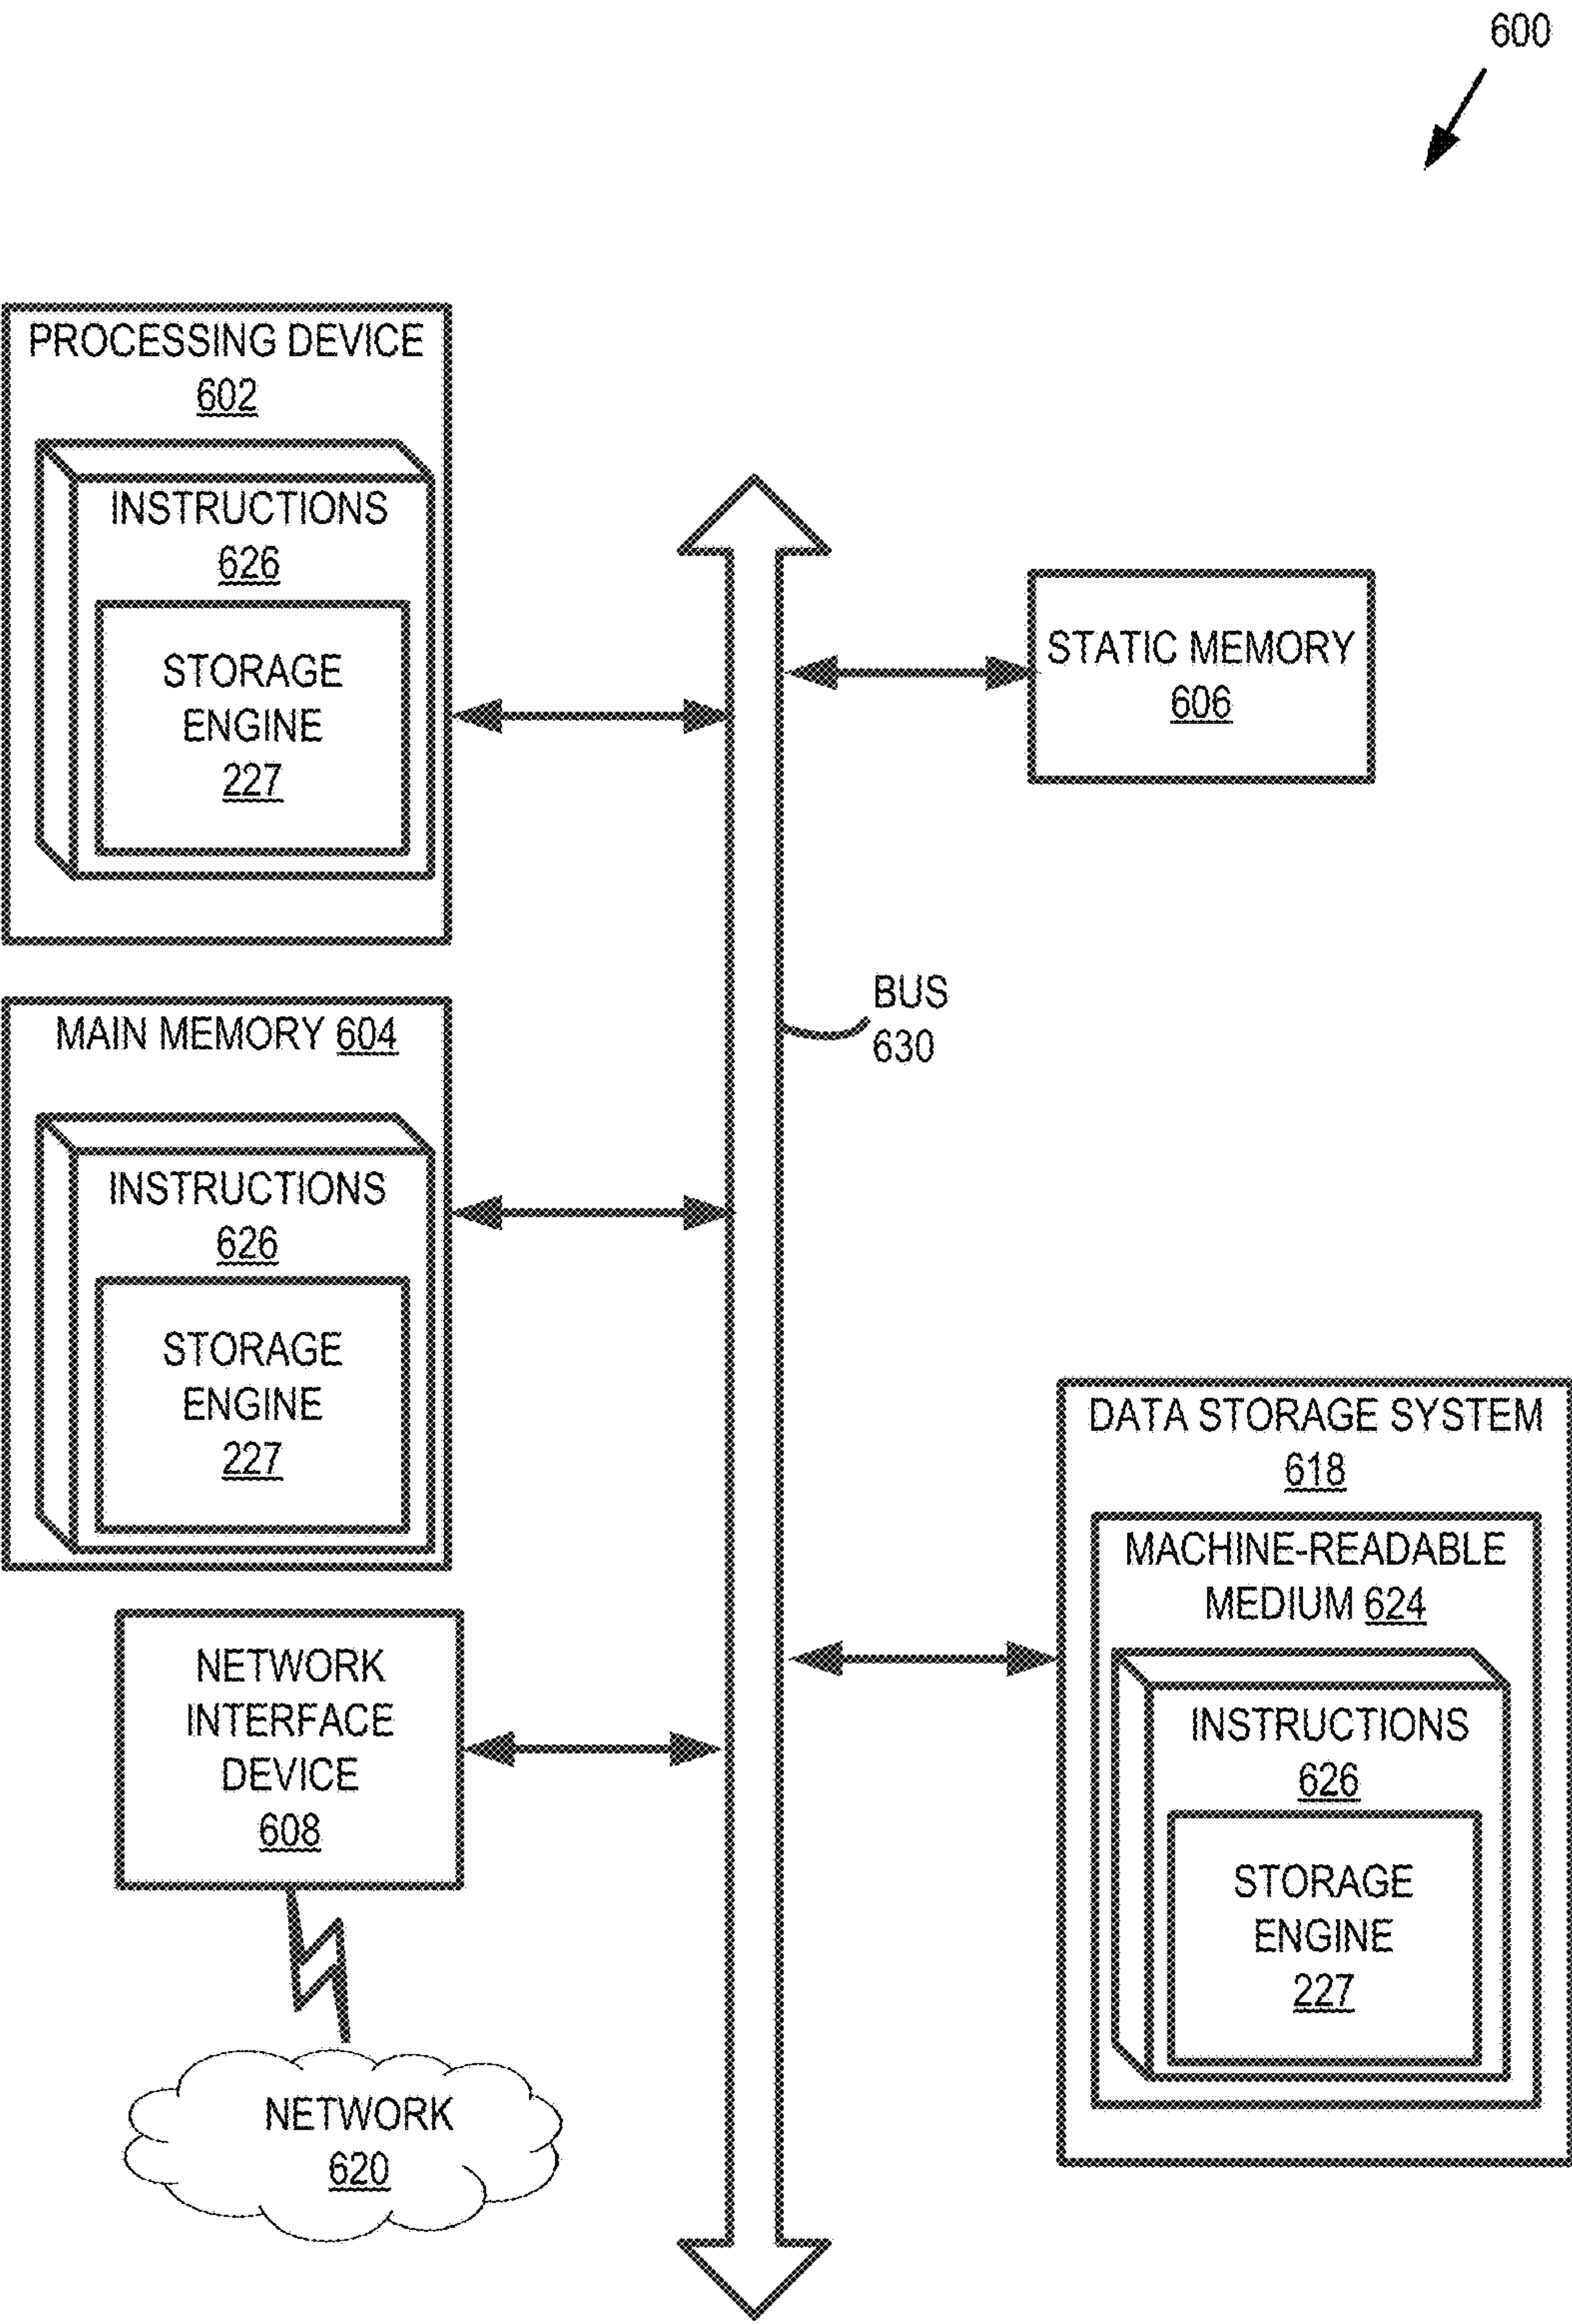 600
PROCESSING DEVICE
602
INSTRUCTIONS
626
STORAGE
ENGINE
227
STATIC MEMORY
606
BUS
630
MAIN MEMORY 604
INSTRUCTIONS
626
STORAGE
ENGINE
227
DATA STORAGE SYSTEM
618
MACHINE-READABLE
MEDIUM 624
INSTRUCTIONS
626
STORAGE
ENGINE
227
NETWORK
INTERFACE
DEVICE
608
NETWORK
620